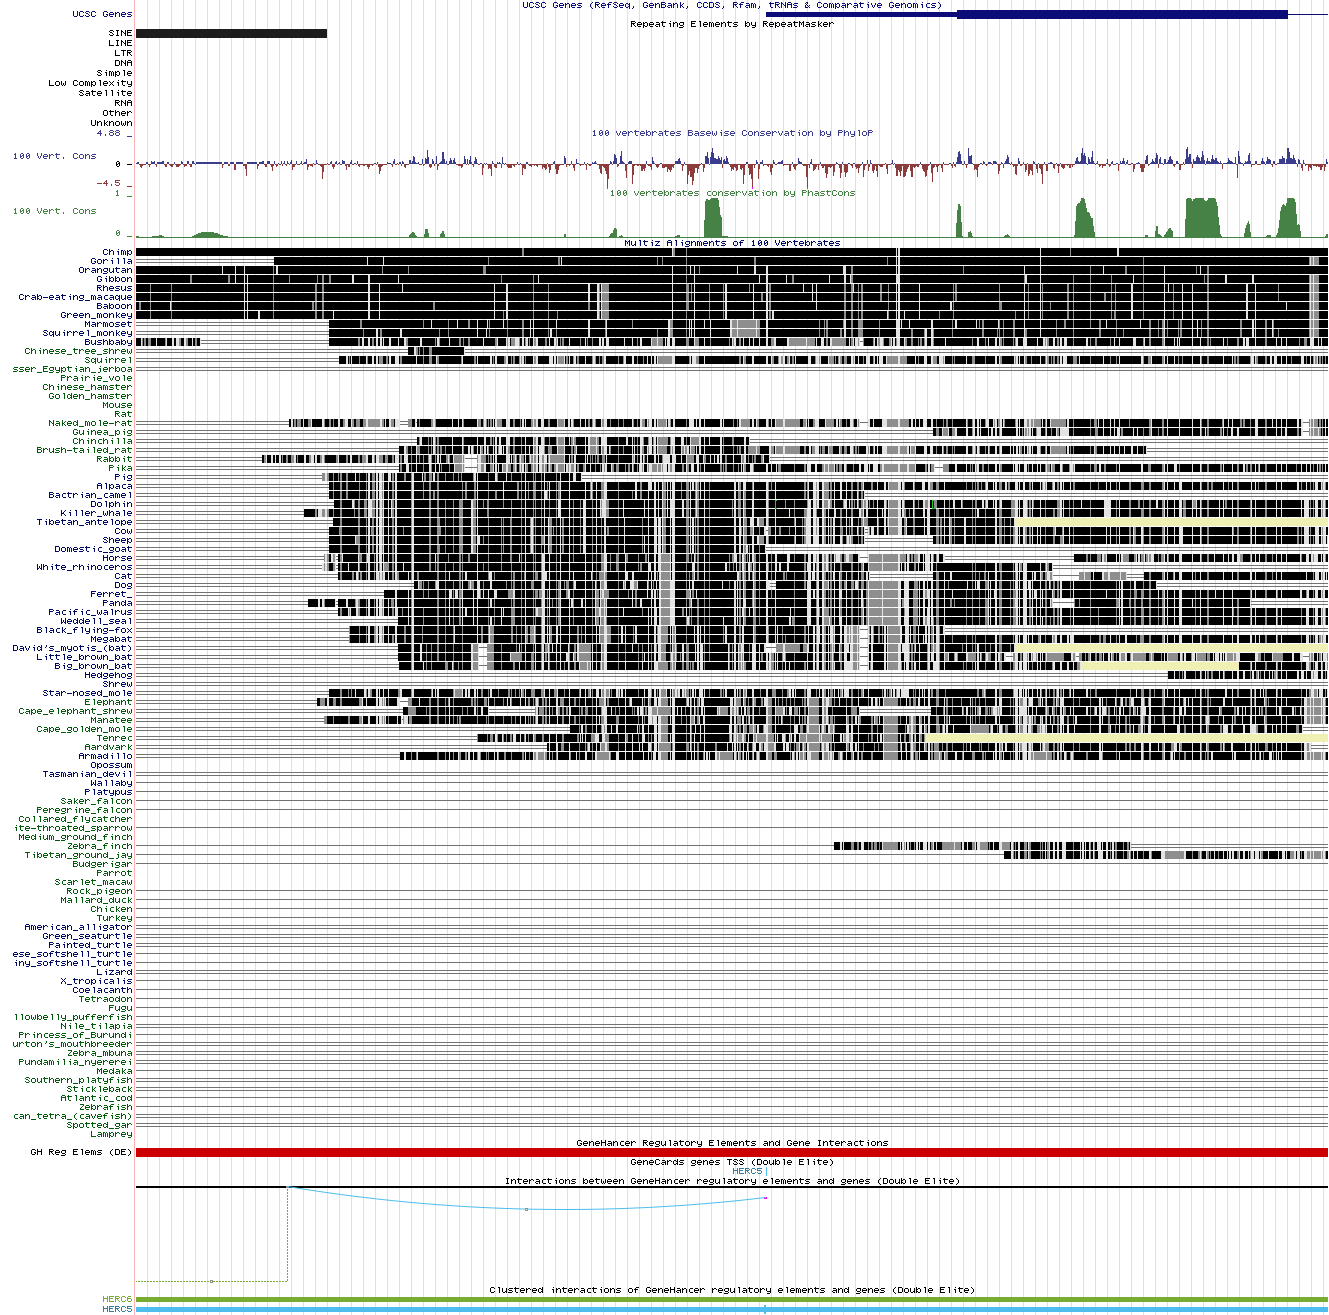 UCSC Genes (RefSeq, GenBank, CCDS, Rfam, tRNAs & Comparative Genomics)
UCSC Genes
Repeating Elements by RepeatMasker
SINE
LINE
LTR
DNA
Simple
Low Complexity
Satellite
RNA
Other
Unknown
4.88 _
100 vertebrates Basewise Conservation by PhyloP
100 Vert. Cons
0 _
-4.5 _
100 vertebrates conservation by PhastCons
1 _
100 Vert. Cons
0 _
Multiz Alignments of 100 Vertebrates
Chimp
Gorilla
Orangutan
Gibbon
Rhesus
Crab-eating_macaque
Baboon
Green_monkey
Marmoset
Squirrel_monkey
Bushbaby
Chinese_tree_shrew
Squirrel
sser_Egyptian_jerboa
Prairie_vole
Chinese_hamster
Golden_hamster
Mouse
Rat
Naked_mole-rat
Guinea_pig
Chinchilla
Brush-tailed_rat
Rabbit
Pika
Pig
Alpaca
Bactrian_camel
Dolphin
Killer_whale
Tibetan_antelope
Cow
Sheep
Domestic_goat
Horse
White_rhinoceros
Cat
Dog
Ferret_
Panda
Pacific_walrus
Weddell_seal
Black_flying-fox
Megabat
David's_myotis_(bat)
Little_brown_bat
Big_brown_bat
Hedgehog
Shrew
Star-nosed_mole
Elephant
Cape_elephant_shrew
Manatee
Cape_golden_mole
Tenrec
Aardvark
Armadillo
Opossum
Tasmanian_devil
Wallaby
Platypus
Saker_falcon
Peregrine_falcon
Collared_flycatcher
ite-throated_sparrow
Medium_ground_finch
Zebra_finch
Tibetan_ground_jay
Budgerigar
Parrot
Scarlet_macaw
Rock_pigeon
Mallard_duck
Chicken
Turkey
American_alligator
Green_seaturtle
Painted_turtle
ese_softshell_turtle
iny_softshell_turtle
Lizard
X_tropicalis
Coelacanth
Tetraodon
Fugu
llowbelly_pufferfish
Nile_tilapia
Princess_of_Burundi
urton's_mouthbreeder
Zebra_mbuna
Pundamilia_nyererei
Medaka
Southern_platyfish
Stickleback
Atlantic_cod
Zebrafish
can_tetra_(cavefish)
Spotted_gar
Lamprey
GeneHancer Regulatory Elements and Gene Interactions
GH Reg Elems (DE)
GeneCards genes TSS (Double Elite)
HERC5
Interactions between GeneHancer regulatory elements and genes (Double Elite)
Clustered interactions of GeneHancer regulatory elements and genes (Double Elite)
HERC6
HERC5